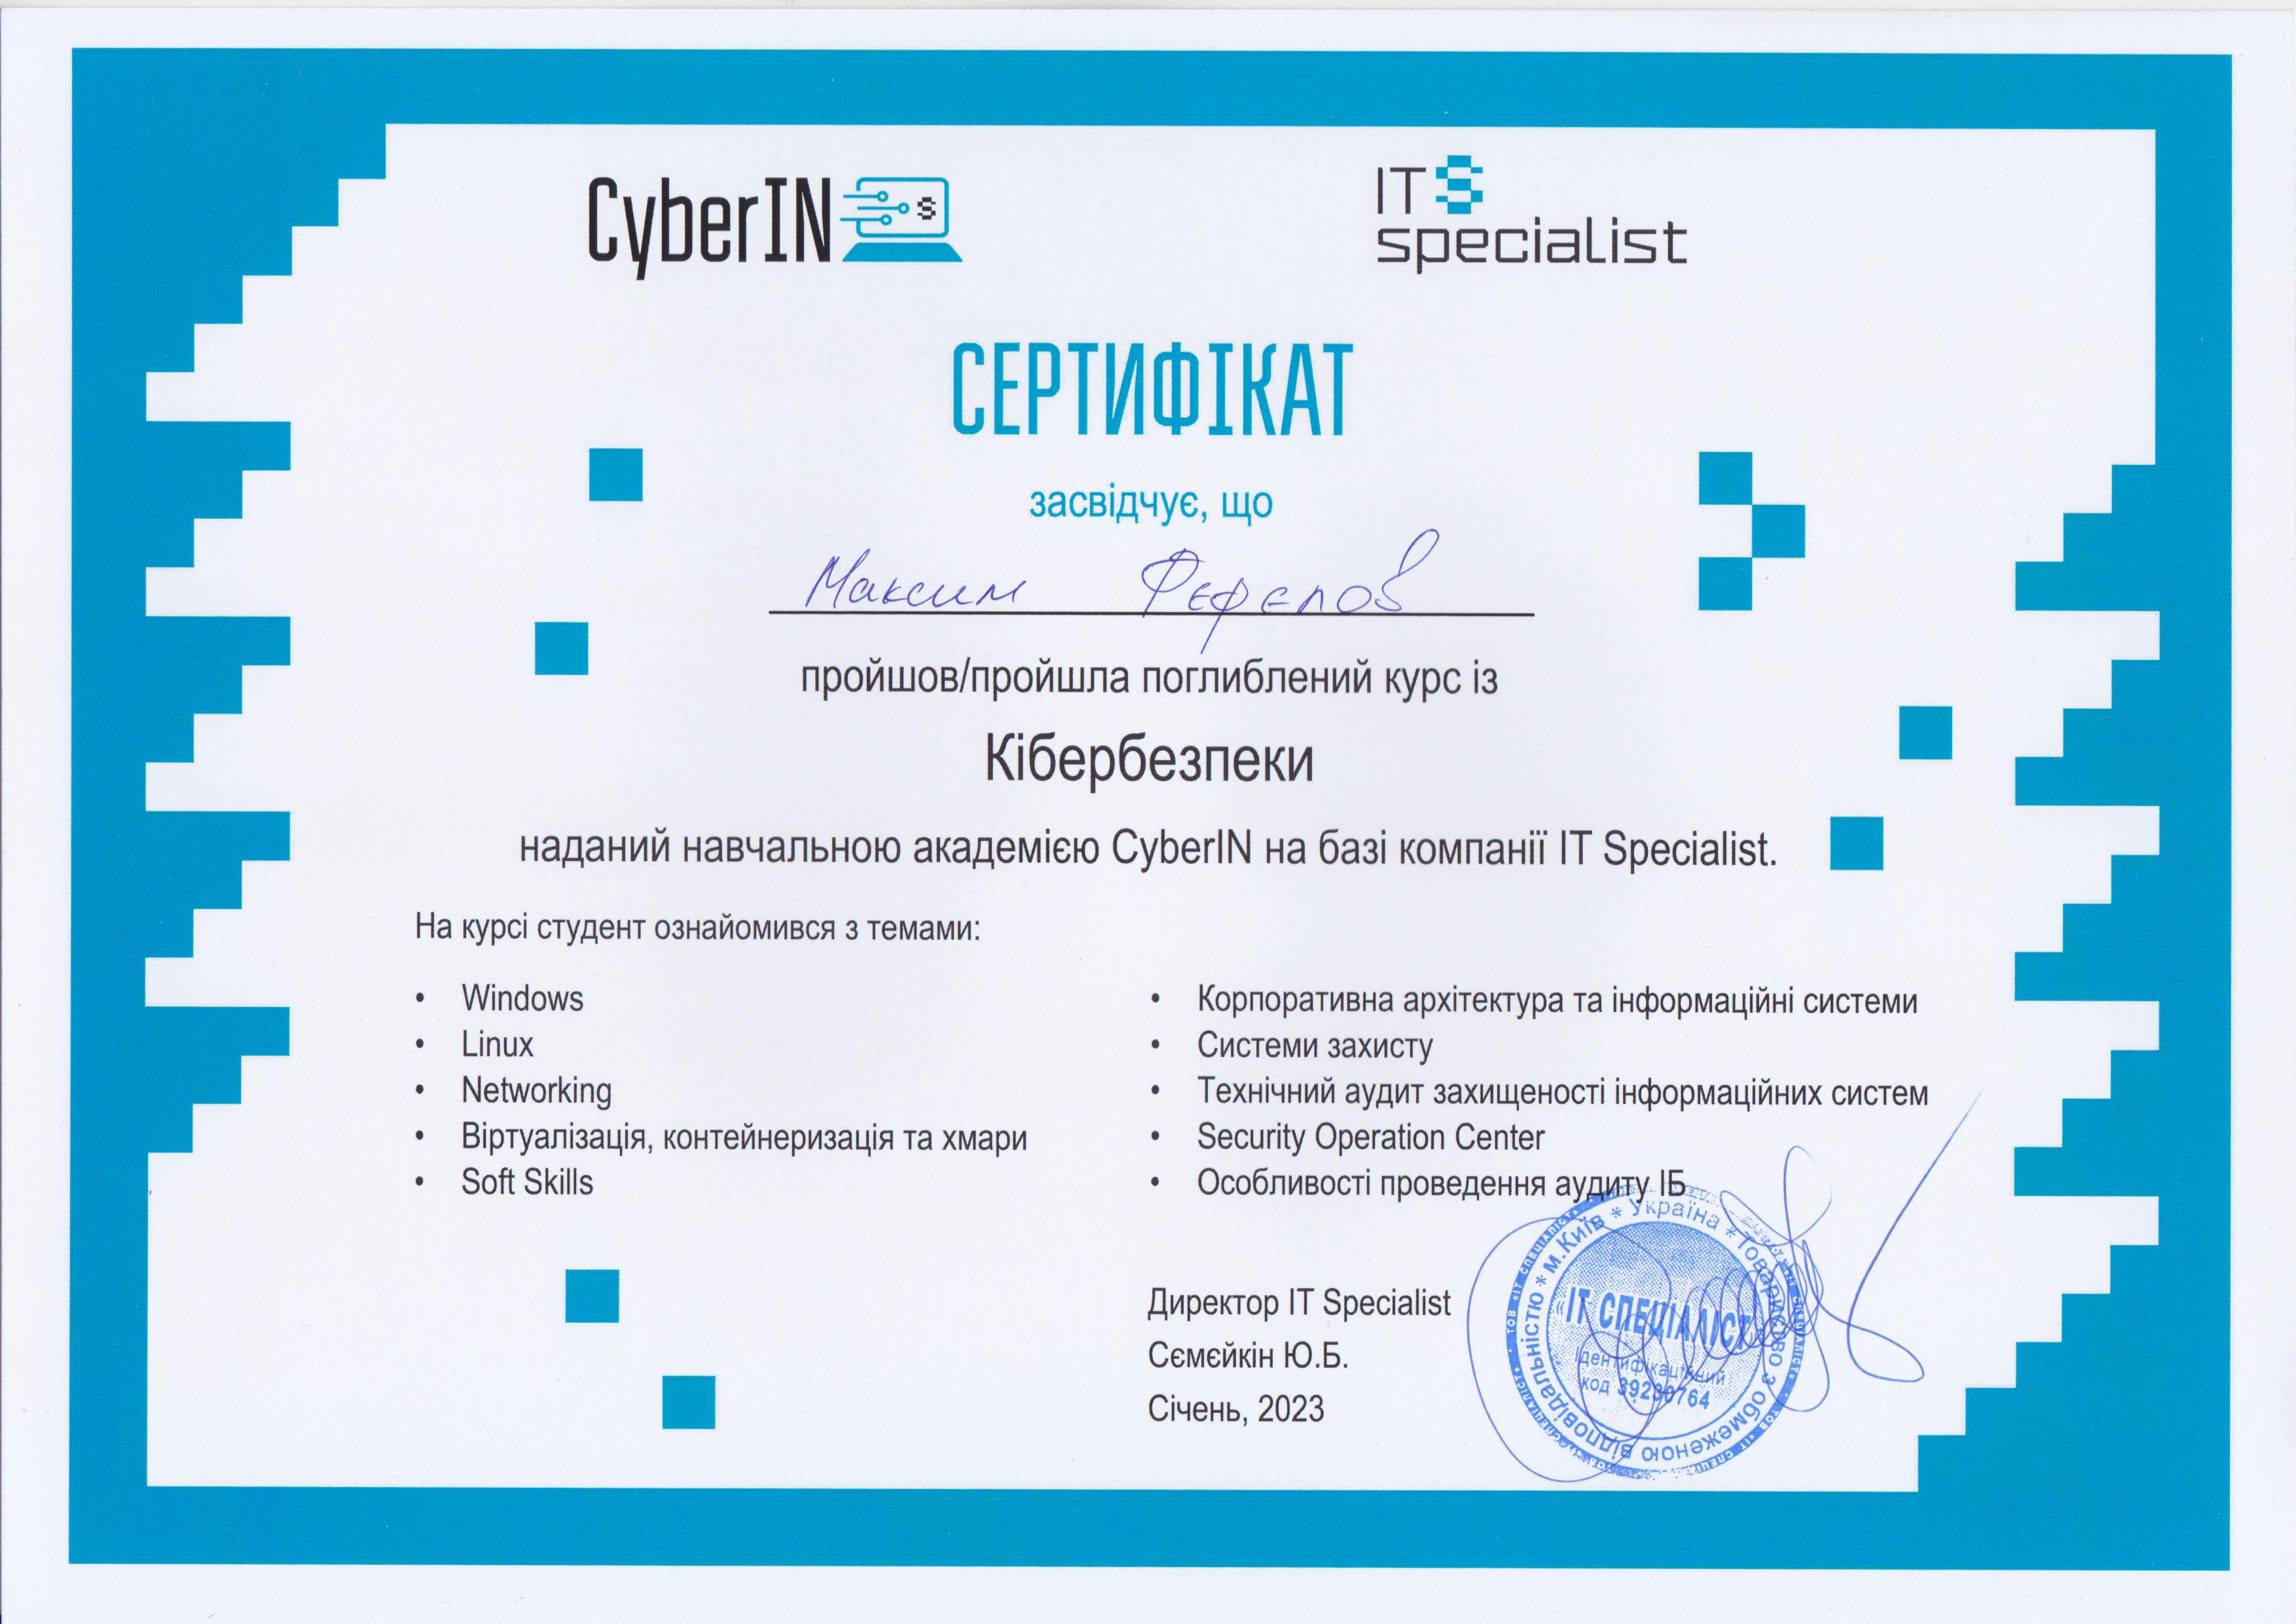 CyberIN
IT S
specialist
СЕРТИФІКАТ
засвідчує, що
Максим Фєфєлов
пройшов/пройшла поглиблений курс із
Кібербезпеки
наданий навчальною академією CyberIN на базі компанії IT Specialist.
На курсі студент ознайомився з темами:
• Windows
• Linux
• Networking
• Віртуалізація, контейнеризація та хмари
• Soft Skills
• Корпоративна архітектура та інформаційні системи
• Системи захисту
• Технічний аудит захищеності інформаційних систем
• Security Operation Center
• Особливості проведення аудиту ІБ
Директор IT Specialist
Сємєйкін Ю.Б.
Січень, 2023
* м.Київ * Україна * Товариство з обмеженою відповідальністю
«ІТ СПЕЦІАЛІСТ»
Ідентифікаційний
код 39230764